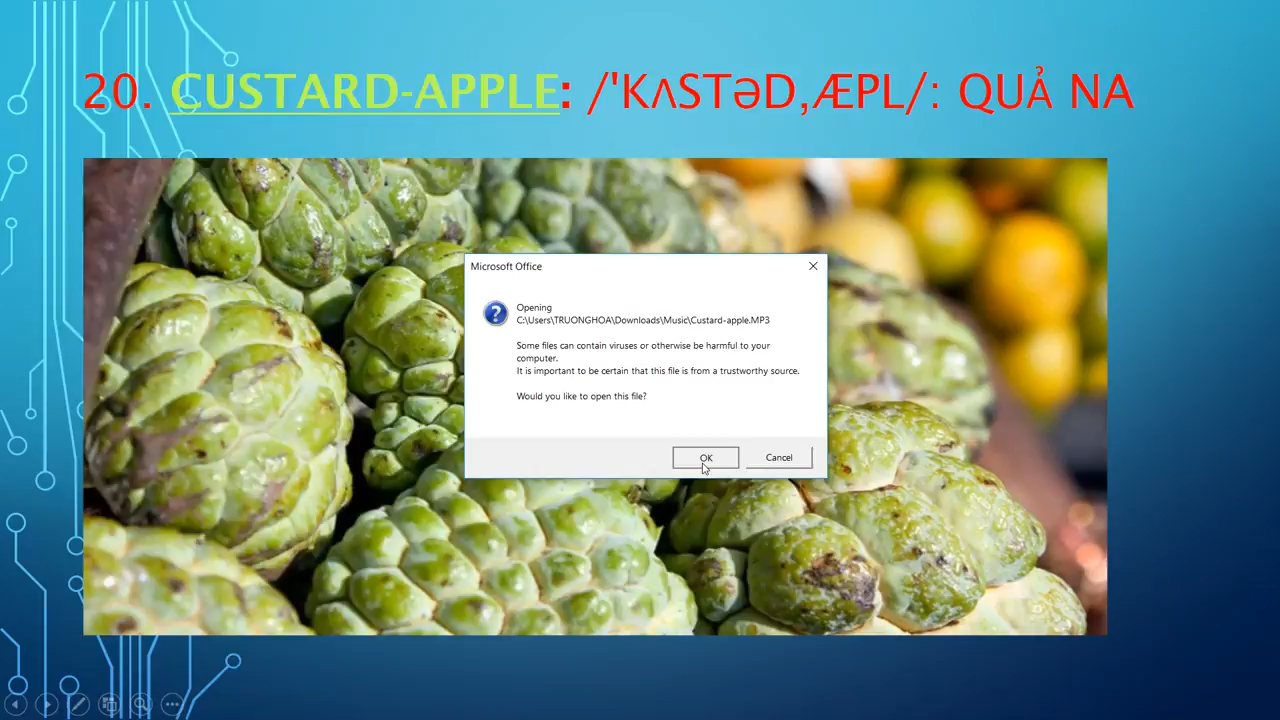 20. CUSTARD-APPLE: /'KɅSTƏD,ÆPL/: QUẢ NA
Microsoft Office
Opening
C:\Users\TRUONGHOA\Downloads\Music\Custard-apple.MP3
Some files can contain viruses or otherwise be harmful to your
computer.
It is important to be certain that this file is from a trustworthy source.
Would you like to open this file?
OK
Cancel